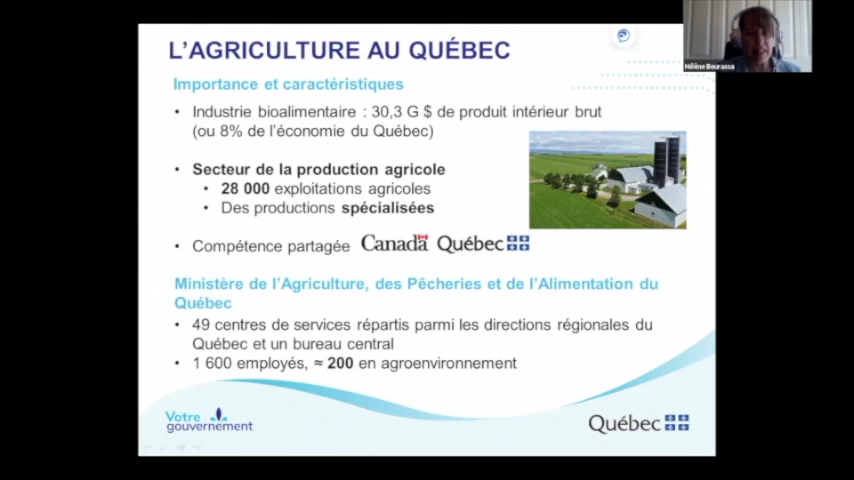 L'AGRICULTURE AU QUÉBEC
Hélène Bourassa
Importance et caractéristiques
• Industrie bioalimentaire : 30,3 G $ de produit intérieur brut
(ou 8% de l'économie du Québec)
• Secteur de la production agricole
• 28 000 exploitations agricoles
• Des productions spécialisées
• Compétence partagée Canada Québec
Ministère de l'Agriculture, des Pêcheries et de l'Alimentation du
Québec
• 49 centres de services répartis parmi les directions régionales du
Québec et un bureau central
• 1 600 employés, ≈ 200 en agroenvironnement
Votre
gouvernement
Québec